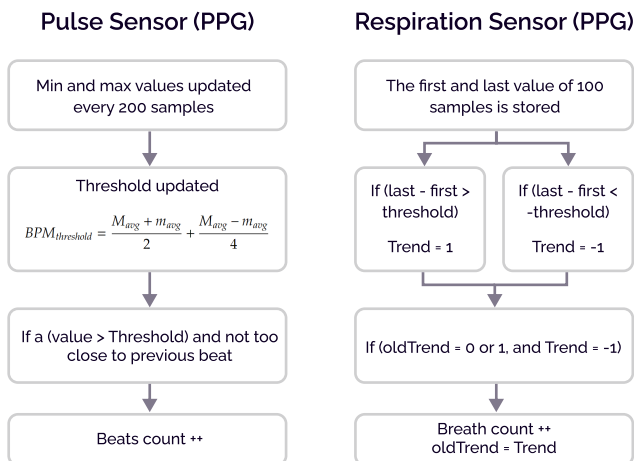 Pulse Sensor (PPG)
Min and max values updated
every 200 samples
Threshold updated
BPM_threshold = (M_avg + m_avg)/2 + (M_avg − m_avg)/4
If a (value > Threshold) and not too
close to previous beat
Beats count ++
Respiration Sensor (PPG)
The first and last value of 100
samples is stored
If (last - first >
threshold)
Trend = 1
If (last - first <
-threshold)
Trend = -1
If (oldTrend = 0 or 1, and Trend = -1)
Breath count ++
oldTrend = Trend